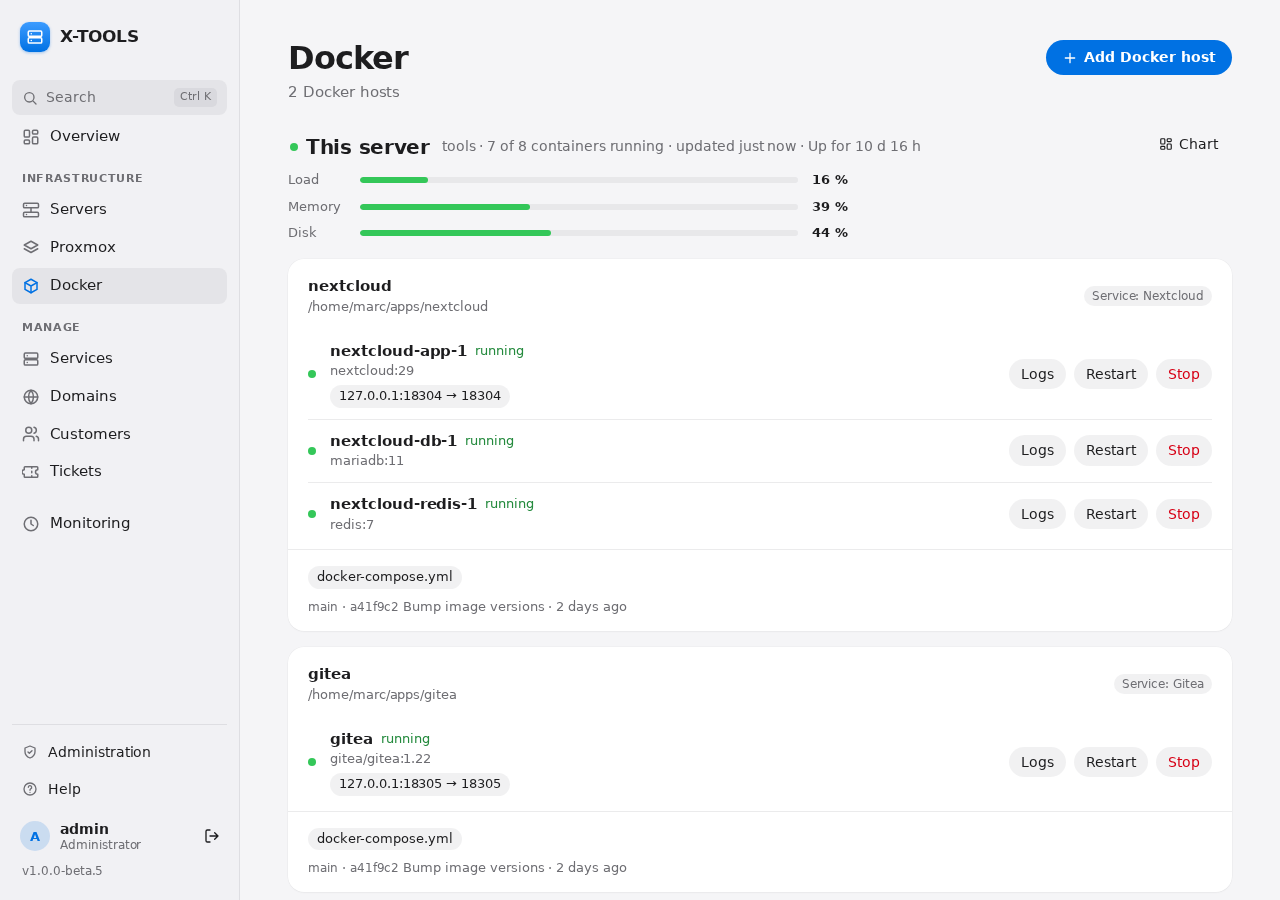 X-TOOLS
Search Ctrl K
Overview
INFRASTRUCTURE
Servers
Proxmox
Docker
MANAGE
Services
Domains
Customers
Tickets
Monitoring
Administration
Help
A admin
Administrator
v1.0.0-beta.5
Docker
2 Docker hosts
Add Docker host
This server tools · 7 of 8 containers running · updated just now · Up for 10 d 16 h
Chart
Load 16 %
Memory 39 %
Disk 44 %
nextcloud
/home/marc/apps/nextcloud
Service: Nextcloud
nextcloud-app-1 running
nextcloud:29
127.0.0.1:18304 → 18304
Logs Restart Stop
nextcloud-db-1 running
mariadb:11
Logs Restart Stop
nextcloud-redis-1 running
redis:7
Logs Restart Stop
docker-compose.yml
main · a41f9c2 Bump image versions · 2 days ago
gitea
/home/marc/apps/gitea
Service: Gitea
gitea running
gitea/gitea:1.22
127.0.0.1:18305 → 18305
Logs Restart Stop
docker-compose.yml
main · a41f9c2 Bump image versions · 2 days ago